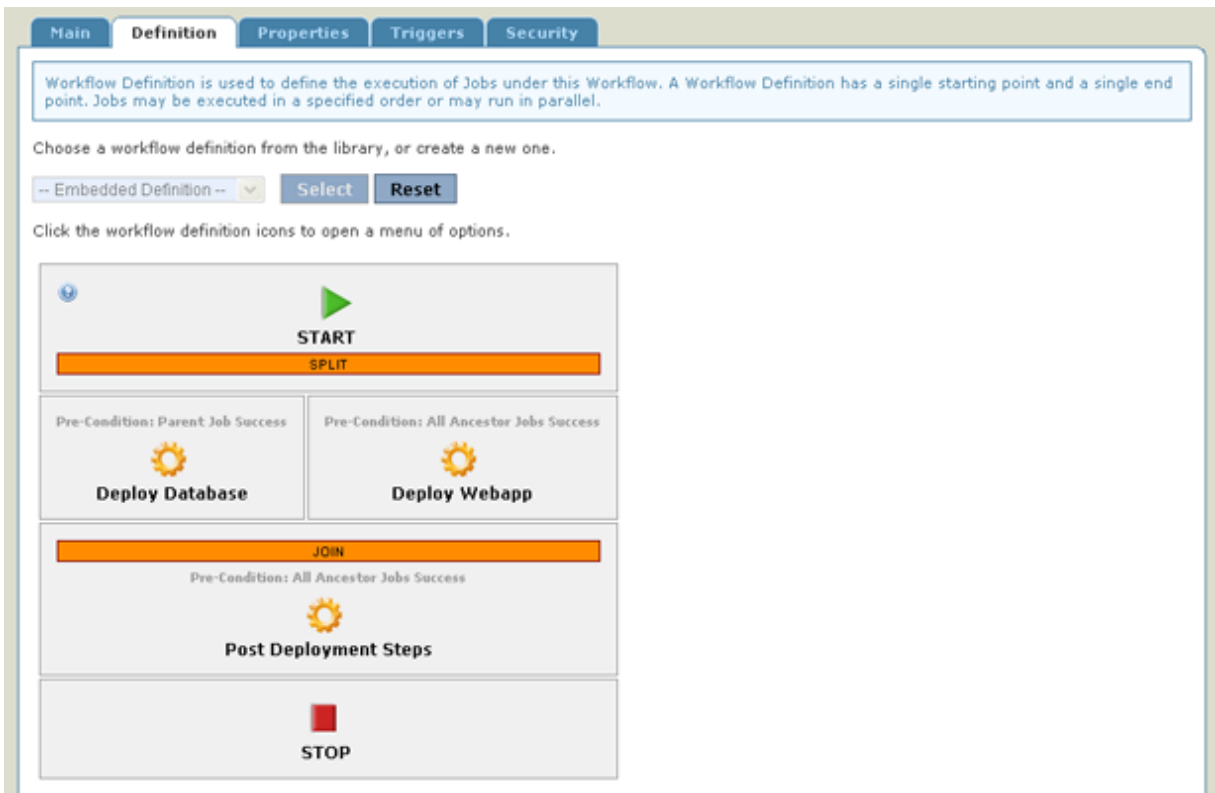 Main Definition Properties Triggers Security
Workflow Definition is used to define the execution of Jobs under this Workflow. A Workflow Definition has a single starting point and a single end
point. Jobs may be executed in a specified order or may run in parallel.
Choose a workflow definition from the library, or create a new one.
-- Embedded Definition -- Select Reset
Click the workflow definition icons to open a menu of options.
START
SPLIT
Pre-Condition: Parent Job Success
Deploy Database
Pre-Condition: All Ancestor Jobs Success
Deploy Webapp
JOIN
Pre-Condition: All Ancestor Jobs Success
Post Deployment Steps
STOP